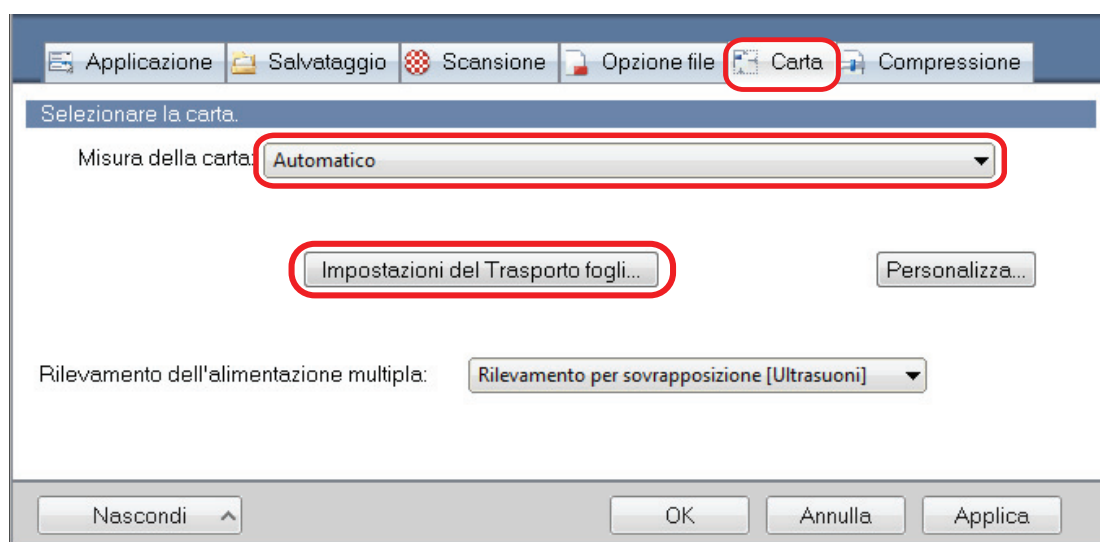 Applicazione Salvataggio Scansione Opzione file Carta Compressione
Selezionare la carta.
Misura della carta: Automatico
Impostazioni del Trasporto fogli... Personalizza...
Rilevamento dell'alimentazione multipla: Rilevamento per sovrapposizione [Ultrasuoni]
Nascondi OK Annulla Applica